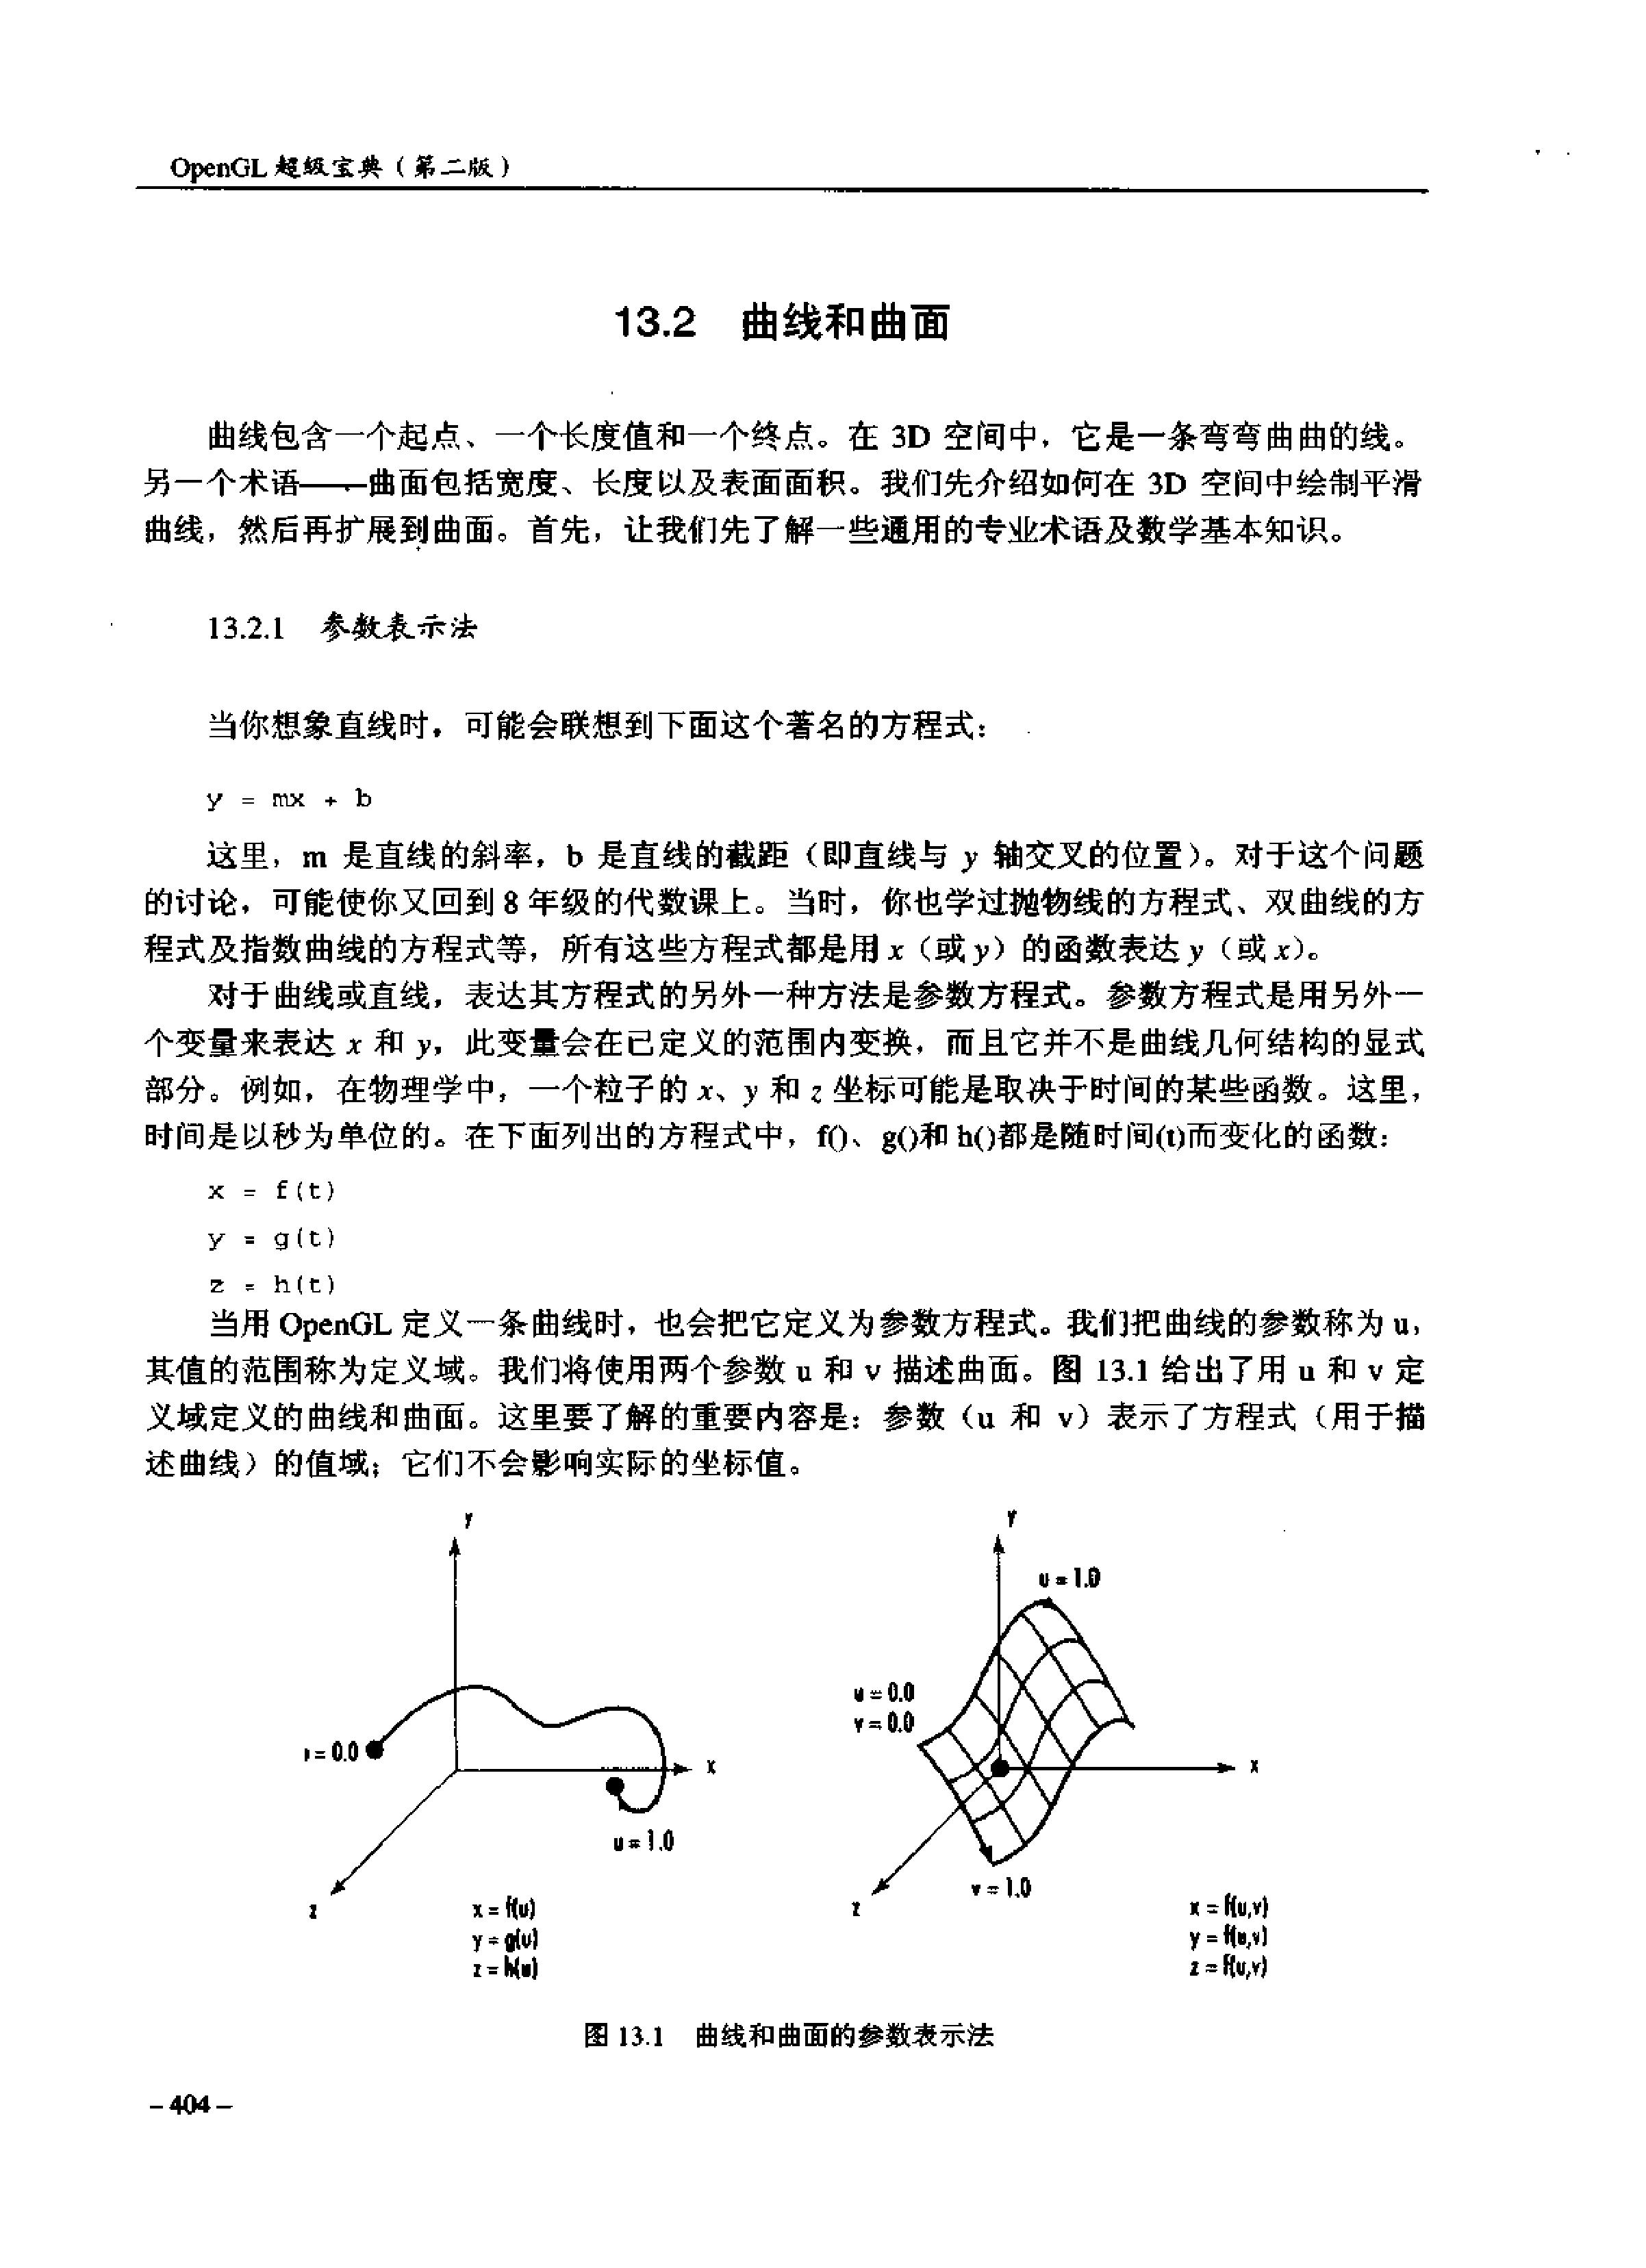 OpenGL 超级宝典（第二版）
13.2 曲线和曲面
曲线包含一个起点、一个长度值和一个终点。在 3D 空间中，它是一条弯弯曲曲的线。
另一个术语——曲面包括宽度、长度以及表面面积。我们先介绍如何在 3D 空间中绘制平滑
曲线，然后再扩展到曲面。首先，让我们先了解一些通用的专业术语及数学基本知识。
13.2.1 参数表示法
当你想象直线时，可能会联想到下面这个著名的方程式：
y = mx + b
这里，m 是直线的斜率，b 是直线的截距（即直线与 y 轴交叉的位置）。对于这个问题
的讨论，可能使你又回到 8 年级的代数课上。当时，你也学过抛物线的方程式、双曲线的方
程式及指数曲线的方程式等，所有这些方程式都是用 x（或 y）的函数表达 y（或 x）。
对于曲线或直线，表达其方程式的另外一种方法是参数方程式。参数方程式是用另外一
个变量来表达 x 和 y，此变量会在已定义的范围内变换，而且它并不是曲线几何结构的显式
部分。例如，在物理学中，一个粒子的 x、y 和 z 坐标可能是取决于时间的某些函数。这里，
时间是以秒为单位的。在下面列出的方程式中，f()、g()和 h()都是随时间(t)而变化的函数：
x = f(t)
y = g(t)
z = h(t)
当用 OpenGL 定义一条曲线时，也会把它定义为参数方程式。我们把曲线的参数称为 u，
其值的范围称为定义域。我们将使用两个参数 u 和 v 描述曲面。图 13.1 给出了用 u 和 v 定
义域定义的曲线和曲面。这里要了解的重要内容是：参数（u 和 v）表示了方程式（用于描
述曲线）的值域；它们不会影响实际的坐标值。
y
= 0.0
x
u = 1.0
z
x = f(u)
y = g(u)
z = h(u)
y
u = 1.0
u = 0.0
v = 0.0
x
v = 1.0
z
x = f(u,v)
y = f(u,v)
z = f(u,v)
图 13.1 曲线和曲面的参数表示法
– 404 –